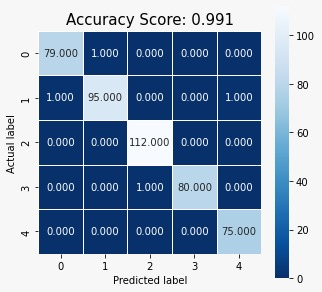 Accuracy Score: 0.991
0 79.000 1.000 0.000 0.000 0.000
1 1.000 95.000 0.000 0.000 1.000
2 0.000 0.000 112.000 0.000 0.000
3 0.000 0.000 1.000 80.000 0.000
4 0.000 0.000 0.000 0.000 75.000
0 1 2 3 4
Actual label
Predicted label
100
80
60
40
20
0